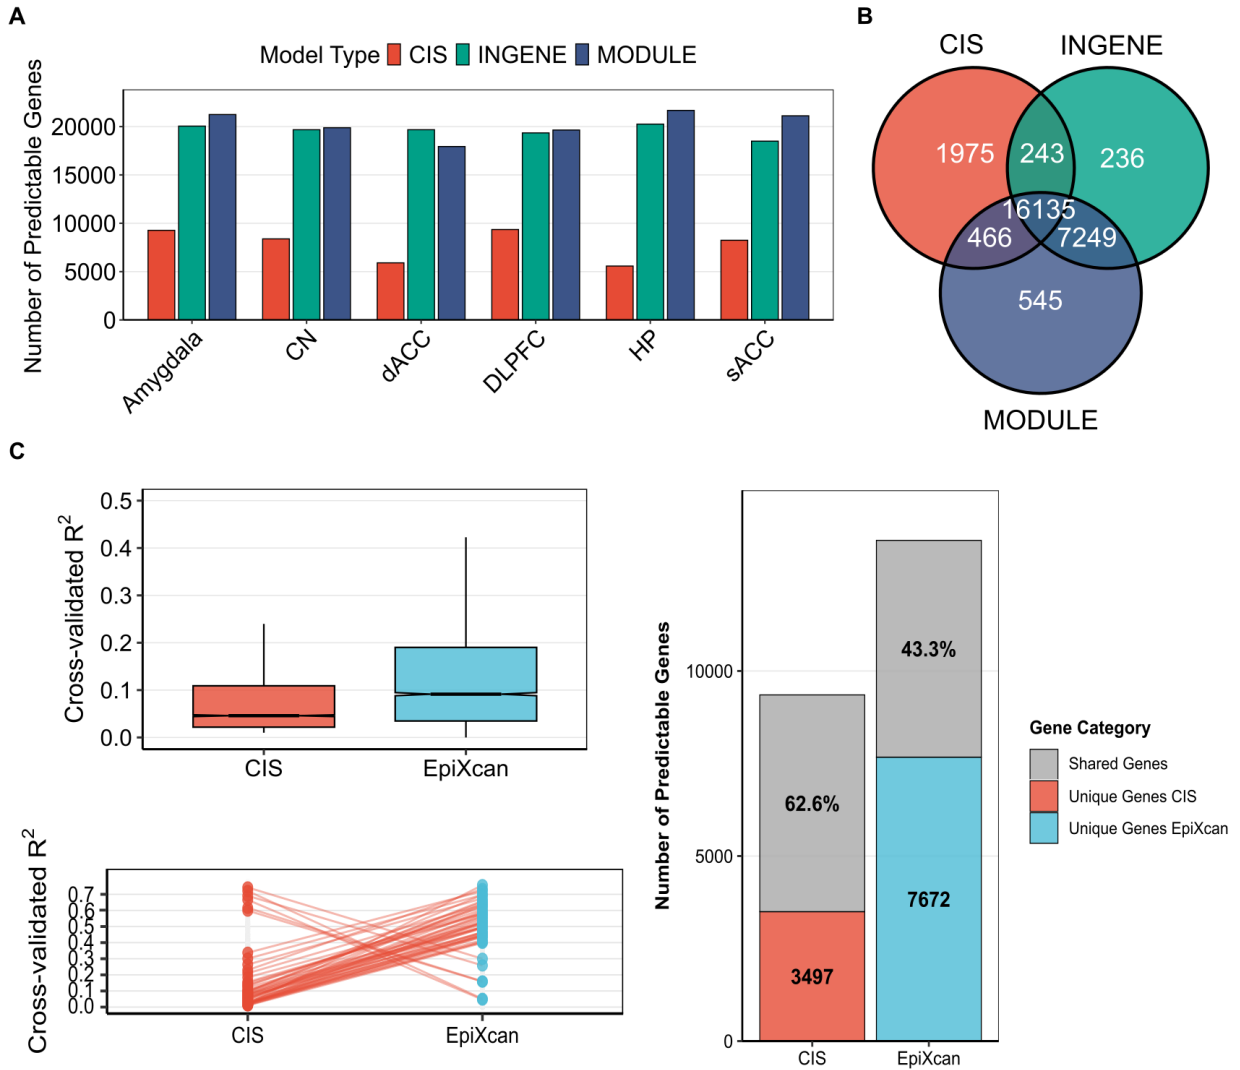 A
B
Model Type CIS INGENE MODULE
Number of Predictable Genes
20000
15000
10000
5000
0
Amygdala
CN
dACC
DLPFC
HP
sACC
CIS
INGENE
1975
243
236
16135
466
7249
545
MODULE
C
Cross-validated R²
0.5
0.4
0.3
0.2
0.1
0.0
CIS
EpiXcan
Cross-validated R²
0.7
0.6
0.5
0.4
0.3
0.2
0.1
0.0
CIS
EpiXcan
Number of Predictable Genes
10000
5000
0
43.3%
62.6%
7672
3497
CIS
EpiXcan
Gene Category
Shared Genes
Unique Genes CIS
Unique Genes EpiXcan